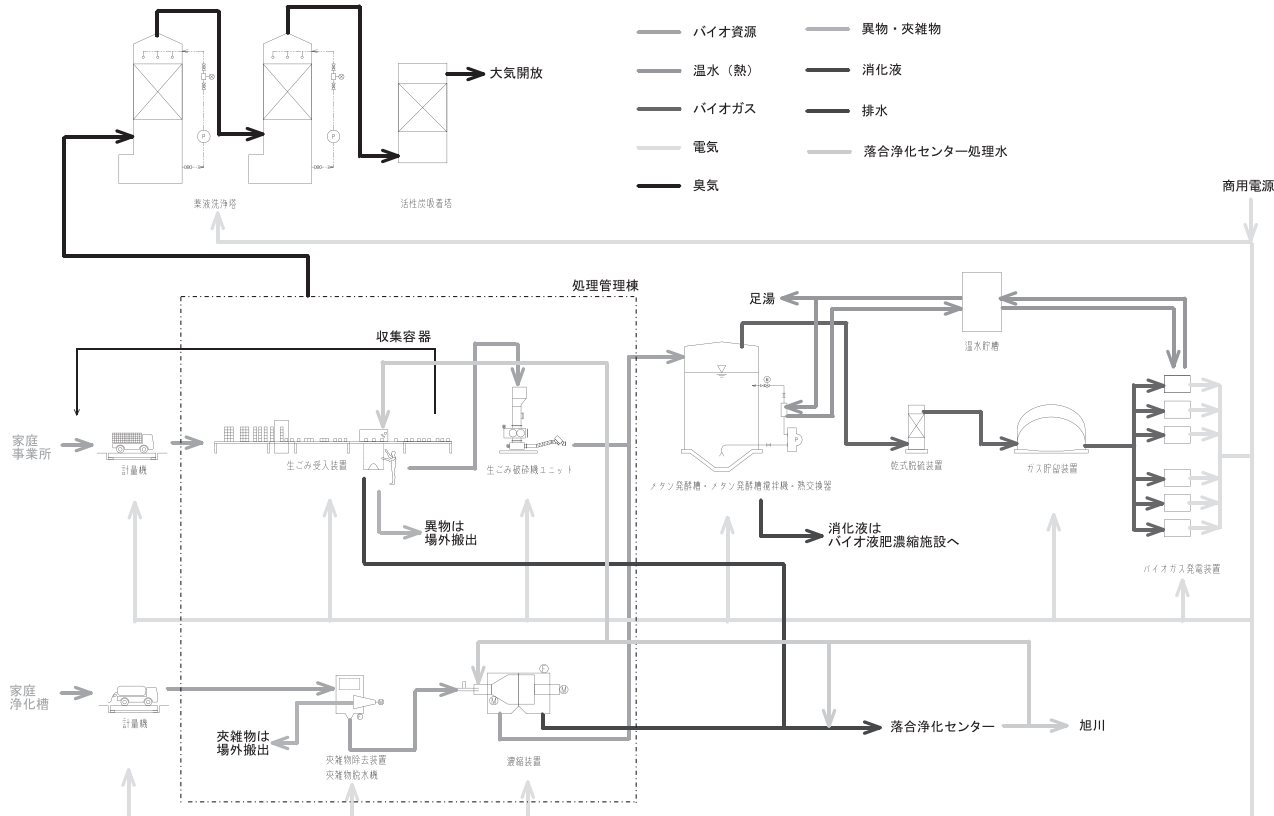 バイオ資源
温水(熱)
バイオガス
電気
臭気
異物・夾雑物
消化液
排水
落合浄化センター処理水
大気開放
P
P
薬液洗浄塔
活性炭吸着塔
商用電源
処理管理棟
足湯
温水貯槽
収集容器
家庭
事業所
計量機
生ごみ受入装置
生ごみ破砕機ユニット
P
メタン発酵槽・メタン発酵槽撹拌機・熱交換器
乾式脱硫装置
ガス貯留装置
バイオガス発電装置
異物は
場外搬出
消化液は
バイオ液肥濃縮施設へ
家庭
浄化槽
計量機
夾雑物は
場外搬出
夾雑物除去装置
夾雑物脱水機
M
M
濃縮装置
落合浄化センター
旭川